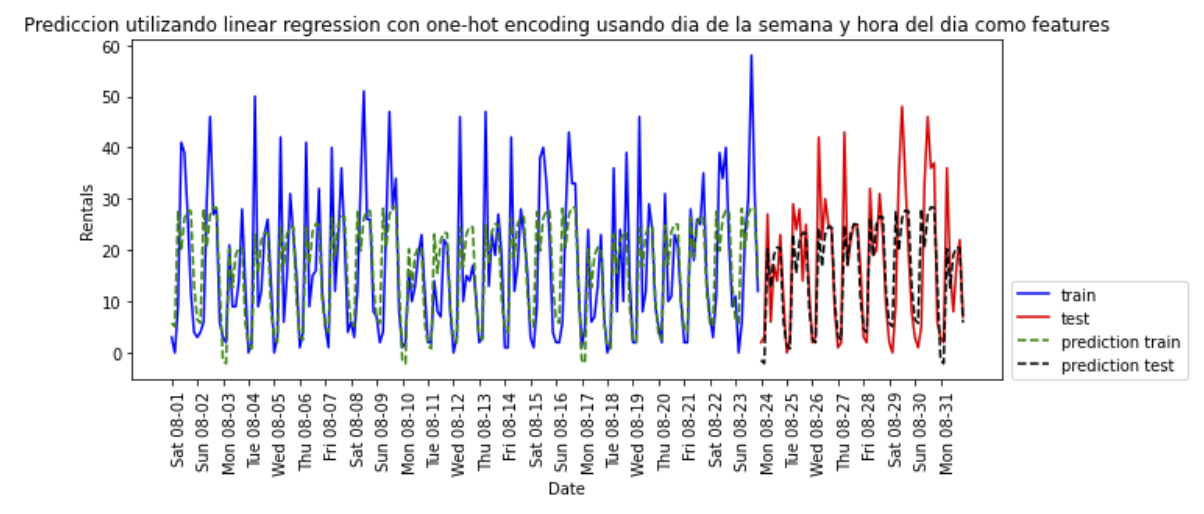 Prediccion utilizando linear regression con one-hot encoding usando dia de la semana y hora del dia como features
60
50
40
30
20
10
0
Rentals
Sat 08-01
Sun 08-02
Mon 08-03
Tue 08-04
Wed 08-05
Thu 08-06
Fri 08-07
Sat 08-08
Sun 08-09
Mon 08-10
Tue 08-11
Wed 08-12
Thu 08-13
Fri 08-14
Sat 08-15
Sun 08-16
Mon 08-17
Tue 08-18
Wed 08-19
Thu 08-20
Fri 08-21
Sat 08-22
Sun 08-23
Mon 08-24
Tue 08-25
Wed 08-26
Thu 08-27
Fri 08-28
Sat 08-29
Sun 08-30
Mon 08-31
Date
train
test
prediction train
prediction test